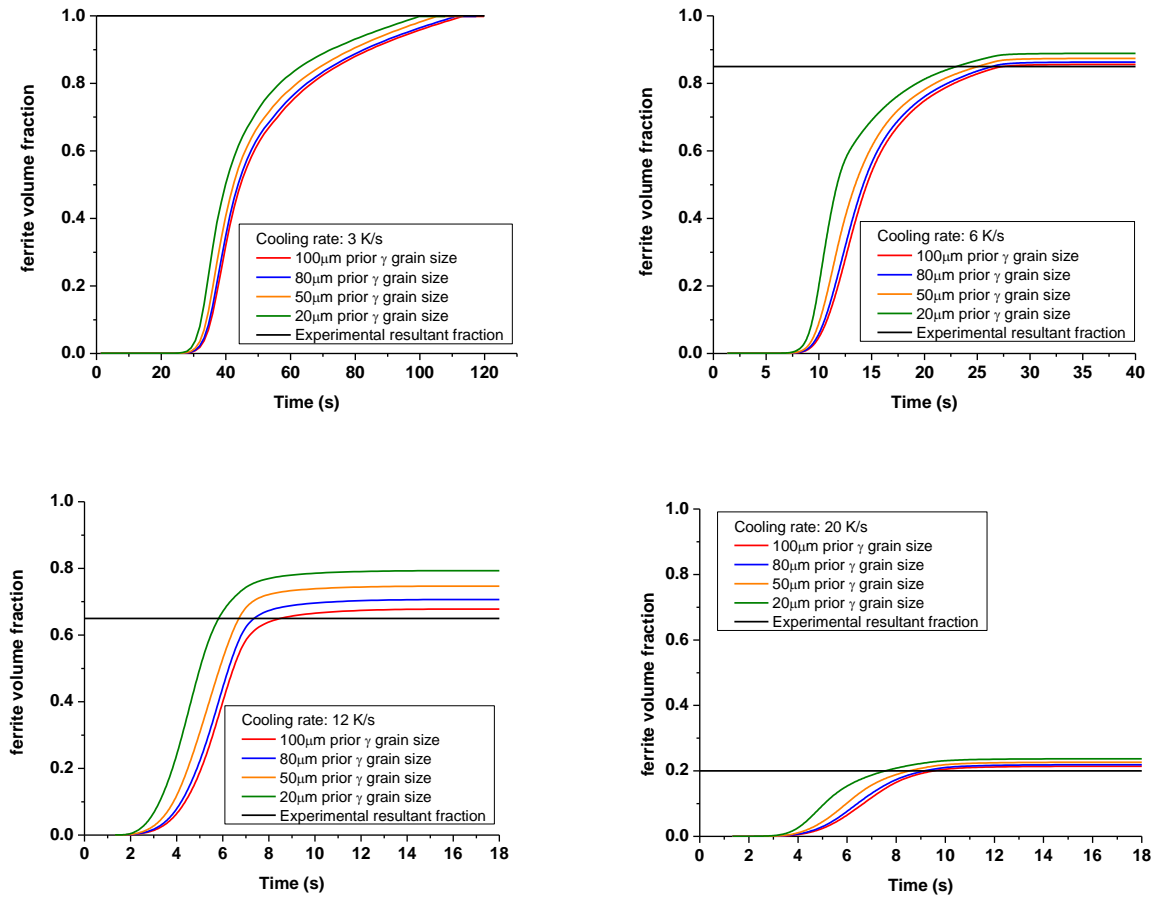 1.0
0.8
0.6
0.4
0.2
0.0
ferrite volume fraction
Cooling rate: 3 K/s
100μm prior γ grain size
80μm prior γ grain size
50μm prior γ grain size
20μm prior γ grain size
Experimental resultant fraction
0 20 40 60 80 100 120
Time (s)
1.0
0.8
0.6
0.4
0.2
0.0
ferrite volume fraction
Cooling rate: 6 K/s
100μm prior γ grain size
80μm prior γ grain size
50μm prior γ grain size
20μm prior γ grain size
Experimental resultant fraction
0 5 10 15 20 25 30 35 40
Time (s)
1.0
0.8
0.6
0.4
0.2
0.0
ferrite volume fraction
Cooling rate: 12 K/s
100μm prior γ grain size
80μm prior γ grain size
50μm prior γ grain size
20μm prior γ grain size
Experimental resultant fraction
0 2 4 6 8 10 12 14 16 18
Time (s)
1.0
0.8
0.6
0.4
0.2
0.0
ferrite volume fraction
Cooling rate: 20 K/s
100μm prior γ grain size
80μm prior γ grain size
50μm prior γ grain size
20μm prior γ grain size
Experimental resultant fraction
0 2 4 6 8 10 12 14 16 18
Time (s)